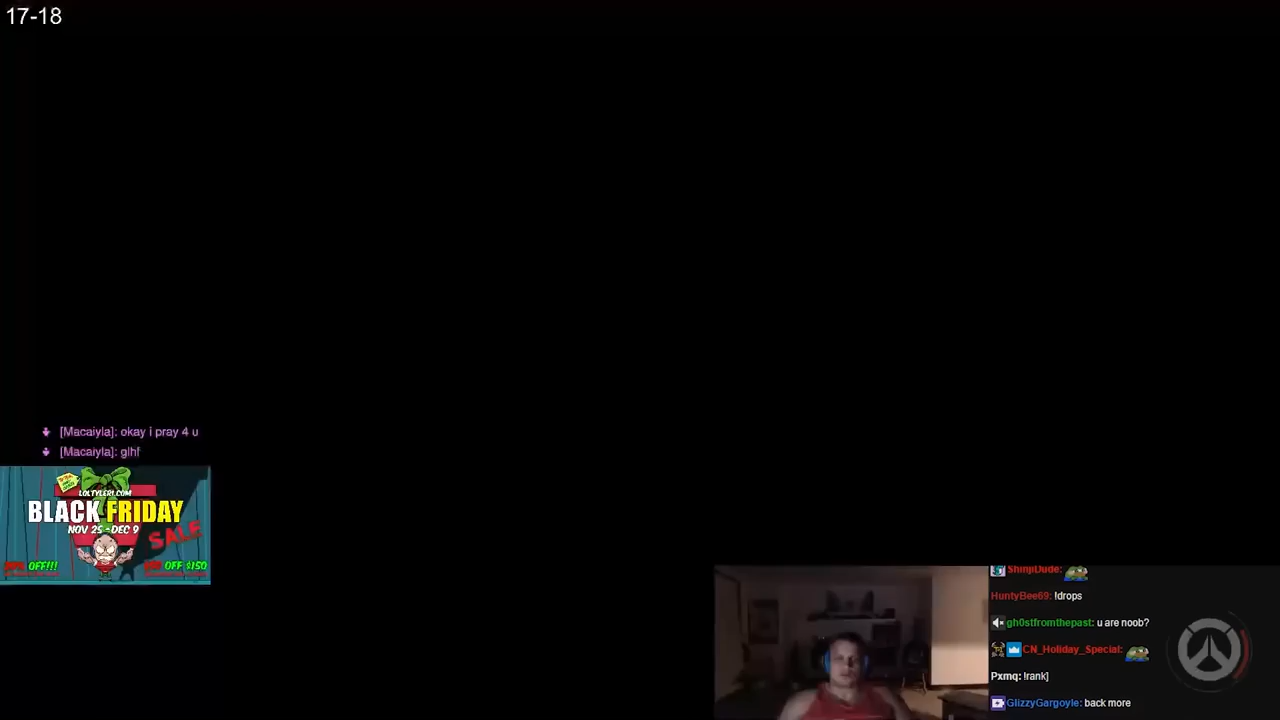 17-18
[Macaiyla]: okay i pray 4 u
[Macaiyla]: glhf
LOLTYLER1.COM
BLACK FRIDAY
NOV 25 - DEC 9
SALE
OFF!!!
OFF $150
ShinjiDude:
HuntyBee69: !drops
gh0stfromthepast: u are noob?
CN_Holiday_Special:
Pxmq: !rank]
GlizzyGargoyle: back more